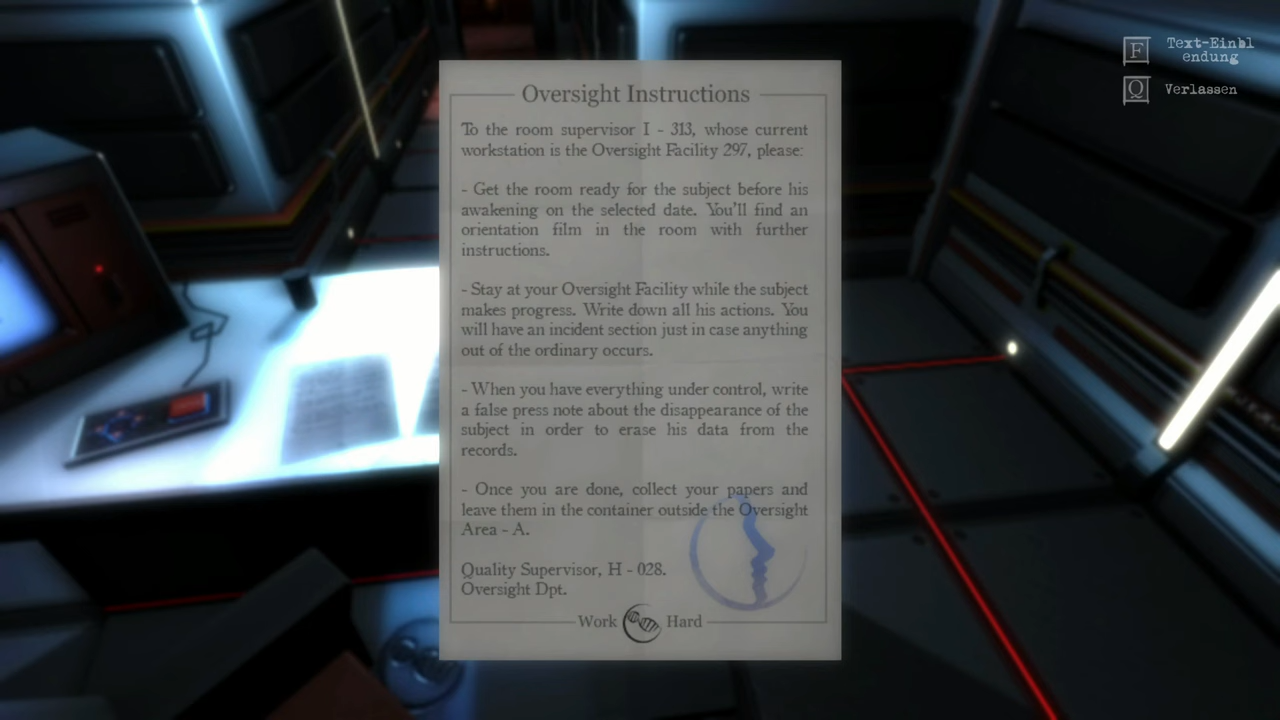 Oversight Instructions
To the room supervisor I - 313, whose current
workstation is the Oversight Facility 297, please:
- Get the room ready for the subject before his
awakening on the selected date. You'll find an
orientation film in the room with further
instructions.
- Stay at your Oversight Facility while the subject
makes progress. Write down all his actions. You
will have an incident section just in case anything
out of the ordinary occurs.
- When you have everything under control, write
a false press note about the disappearance of the
subject in order to erase his data from the
records.
- Once you are done, collect your papers and
leave them in the container outside the Oversight
Area - A.
Quality Supervisor, H - 028.
Oversight Dpt.
Work Hard
F Text-Einbl
endung
Q Verlassen